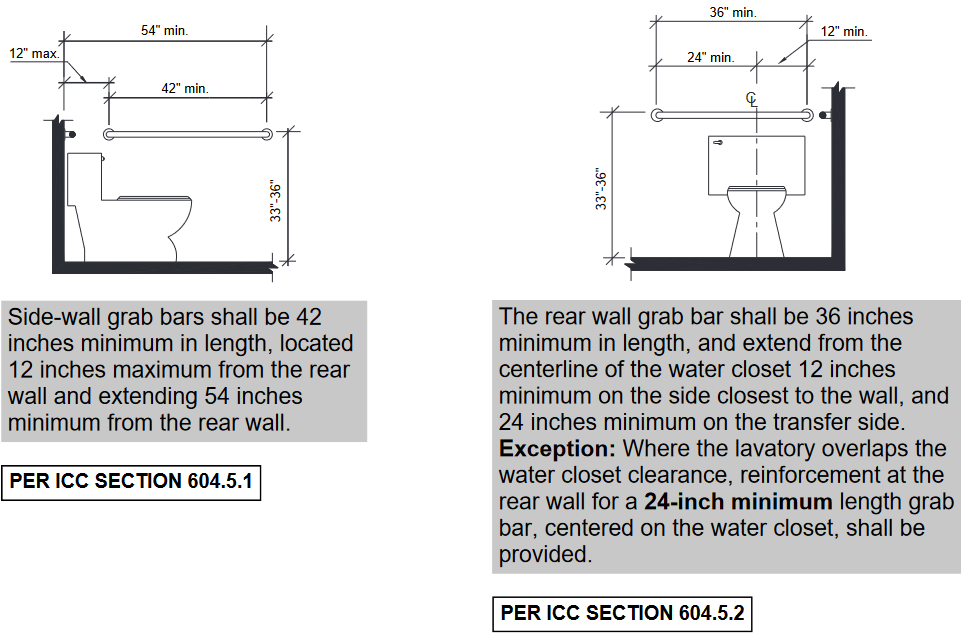 54" min.
12" max.
42" min.
33"-36"
Side-wall grab bars shall be 42
inches minimum in length, located
12 inches maximum from the rear
wall and extending 54 inches
minimum from the rear wall.
PER ICC SECTION 604.5.1
36" min.
12" min.
24" min.
℄
33"-36"
The rear wall grab bar shall be 36 inches
minimum in length, and extend from the
centerline of the water closet 12 inches
minimum on the side closest to the wall, and
24 inches minimum on the transfer side.
Exception: Where the lavatory overlaps the
water closet clearance, reinforcement at the
rear wall for a 24-inch minimum length grab
bar, centered on the water closet, shall be
provided.
PER ICC SECTION 604.5.2